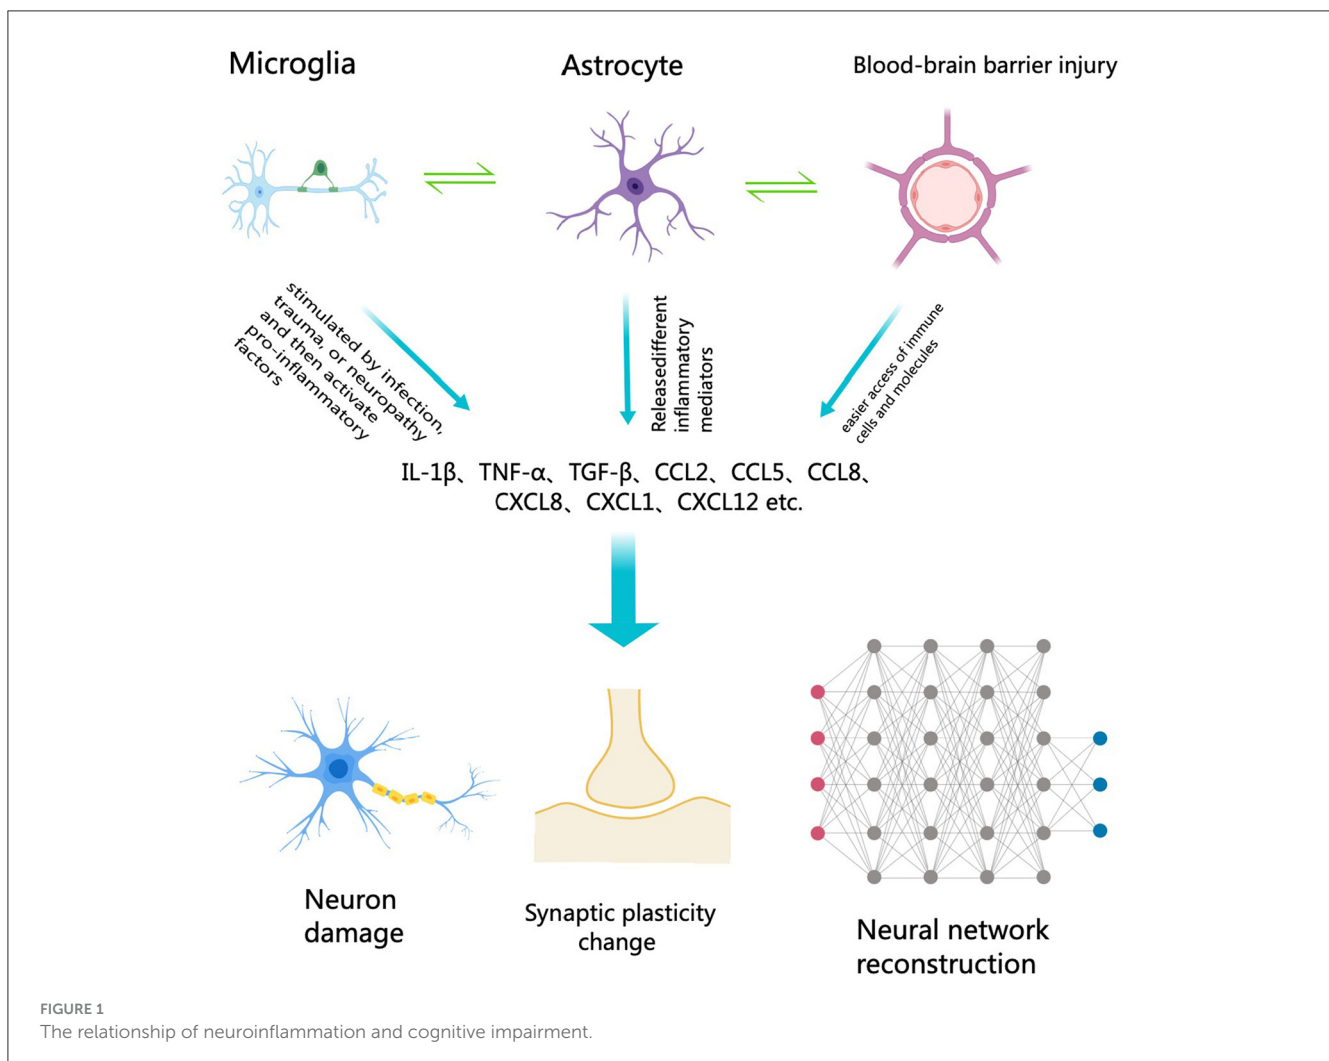 Microglia
Astrocyte
Blood-brain barrier injury
stimulated by infection,
trauma, or neuropathy
and then activate
pro-inflammatory
factors
Releasedifferent
inflammatory
mediators
easier access of immune
cells and molecules
IL-1β、TNF-α、TGF-β、CCL2、CCL5、CCL8、
CXCL8、CXCL1、CXCL12 etc.
Neuron
damage
Synaptic plasticity
change
Neural network
reconstruction
FIGURE 1
The relationship of neuroinflammation and cognitive impairment.